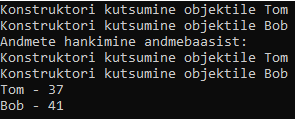 Konstruktori kutsumine objektile Tom
Konstruktori kutsumine objektile Bob
Andmete hankimine andmebaasist:
Konstruktori kutsumine objektile Tom
Konstruktori kutsumine objektile Bob
Tom - 37
Bob - 41